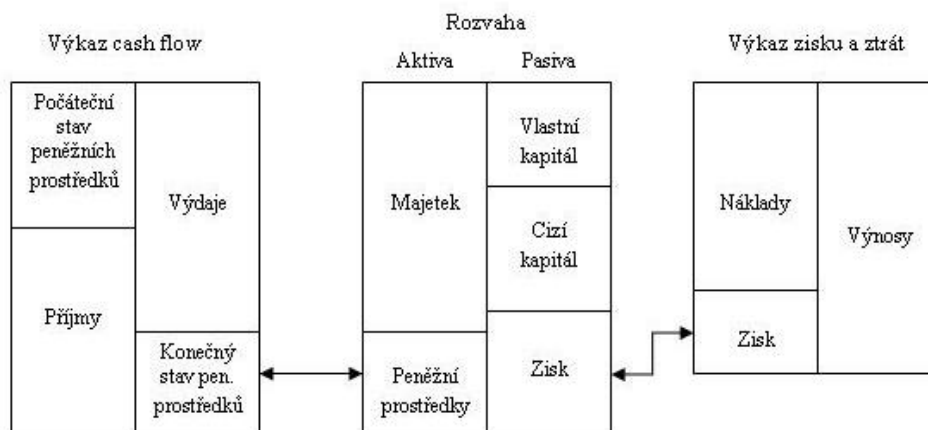 Rozvaha
Výkaz cash flow
Výkaz zisku a ztrát
Aktiva
Pasiva
Počáteční
stav
peněžních
prostředků
Výdaje
Příjmy
Konečný
stav pen.
prostředků
Majetek
Peněžní
prostředky
Vlastní
kapitál
Cizí
kapitál
Zisk
Náklady
Zisk
Výnosy